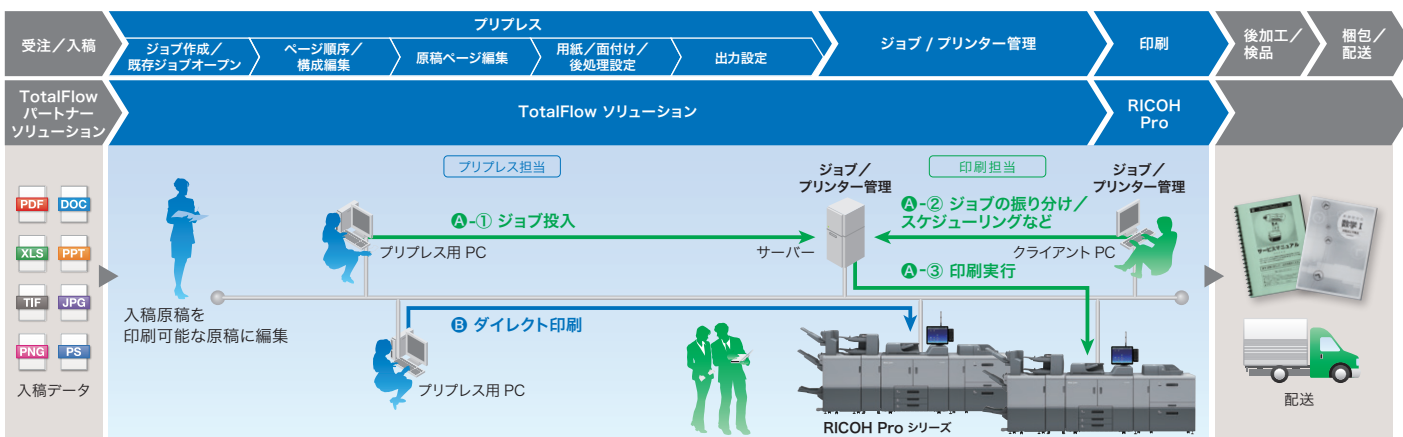 受注／入稿
プリプレス
ジョブ作成／
既存ジョブオープン
ページ順序／
構成編集
原稿ページ編集
用紙／面付け／
後処理設定
出力設定
ジョブ / プリンター管理
印刷
後加工／
検品
梱包／
配送
TotalFlow
パートナー
ソリューション
TotalFlow ソリューション
RICOH
Pro
PDF
DOC
XLS
PPT
TIF
JPG
PNG
PS
入稿データ
入稿原稿を
印刷可能な原稿に編集
プリプレス担当
プリプレス用 PC
A-① ジョブ投入
B ダイレクト印刷
プリプレス用 PC
ジョブ／
プリンター管理
サーバー
印刷担当
A-② ジョブの振り分け／
スケジューリングなど
ジョブ／
プリンター管理
クライアント PC
A-③ 印刷実行
RICOH Pro シリーズ
サービスマニュアル
数学 I
配送